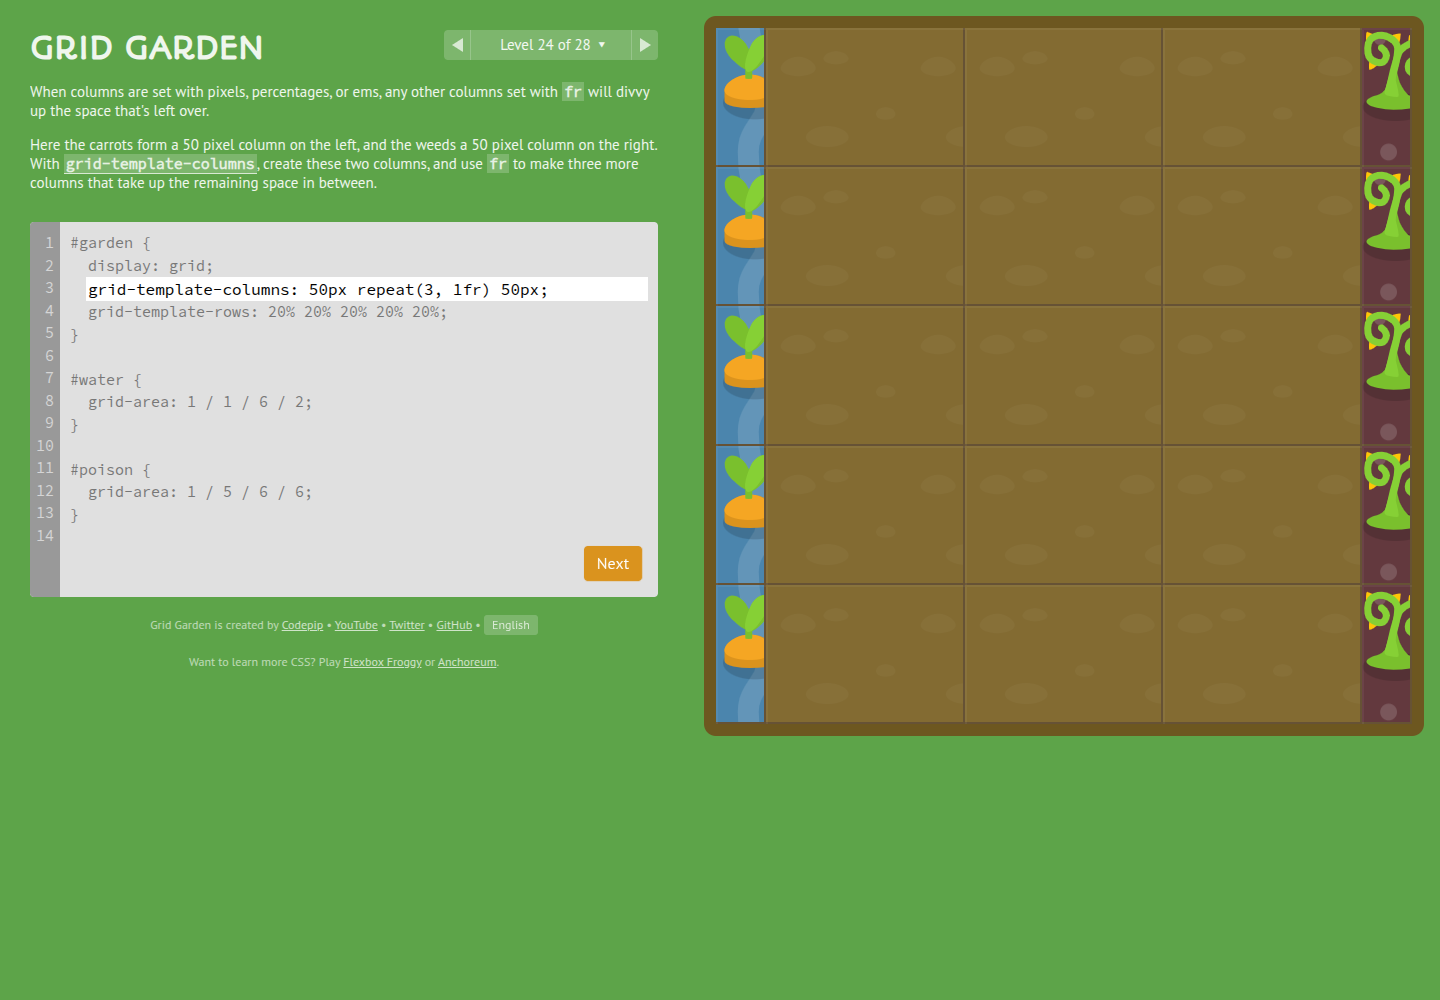 GRID GARDEN
Level 24 of 28 ▼
When columns are set with pixels, percentages, or ems, any other columns set with fr will divvy
up the space that's left over.
Here the carrots form a 50 pixel column on the left, and the weeds a 50 pixel column on the right.
With grid-template-columns, create these two columns, and use fr to make three more
columns that take up the remaining space in between.
1 #garden {
2 display: grid;
3 grid-template-columns: 50px repeat(3, 1fr) 50px;
4 grid-template-rows: 20% 20% 20% 20% 20%;
5 }
6
7 #water {
8 grid-area: 1 / 1 / 6 / 2;
9 }
10
11 #poison {
12 grid-area: 1 / 5 / 6 / 6;
13 }
14
Next
Grid Garden is created by Codepip • YouTube • Twitter • GitHub • English
Want to learn more CSS? Play Flexbox Froggy or Anchoreum.